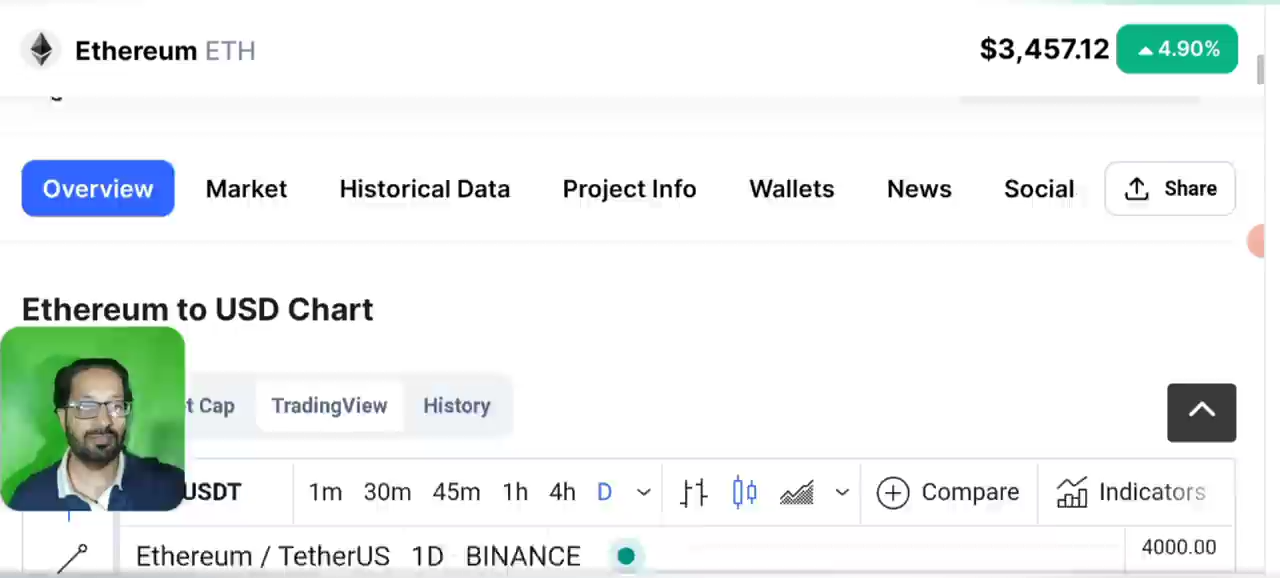 Ethereum ETH
$3,457.12 4.90%
Overview Market Historical Data Project Info Wallets News Social Share
Ethereum to USD Chart
t Cap TradingView History
USDT 1m 30m 45m 1h 4h D Compare Indicators
Ethereum / TetherUS 1D BINANCE 4000.00